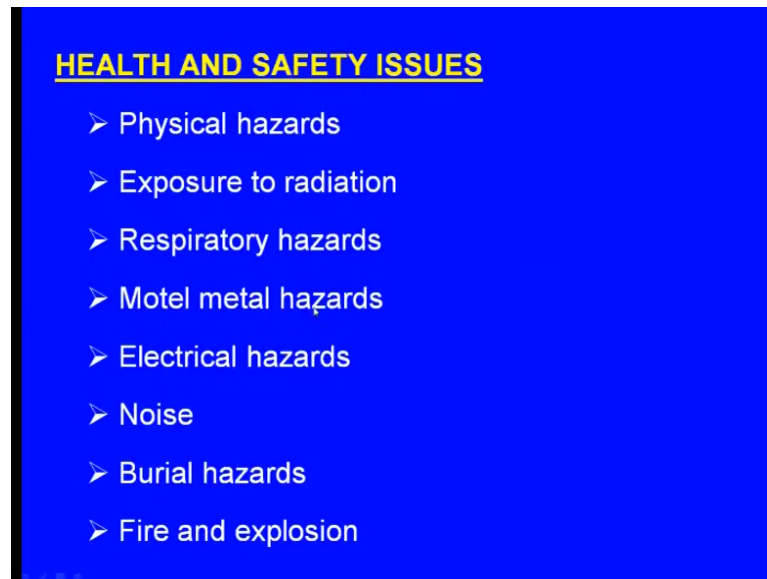 HEALTH AND SAFETY ISSUES
➢ Physical hazards
➢ Exposure to radiation
➢ Respiratory hazards
➢ Motel metal hazards
➢ Electrical hazards
➢ Noise
➢ Burial hazards
➢ Fire and explosion